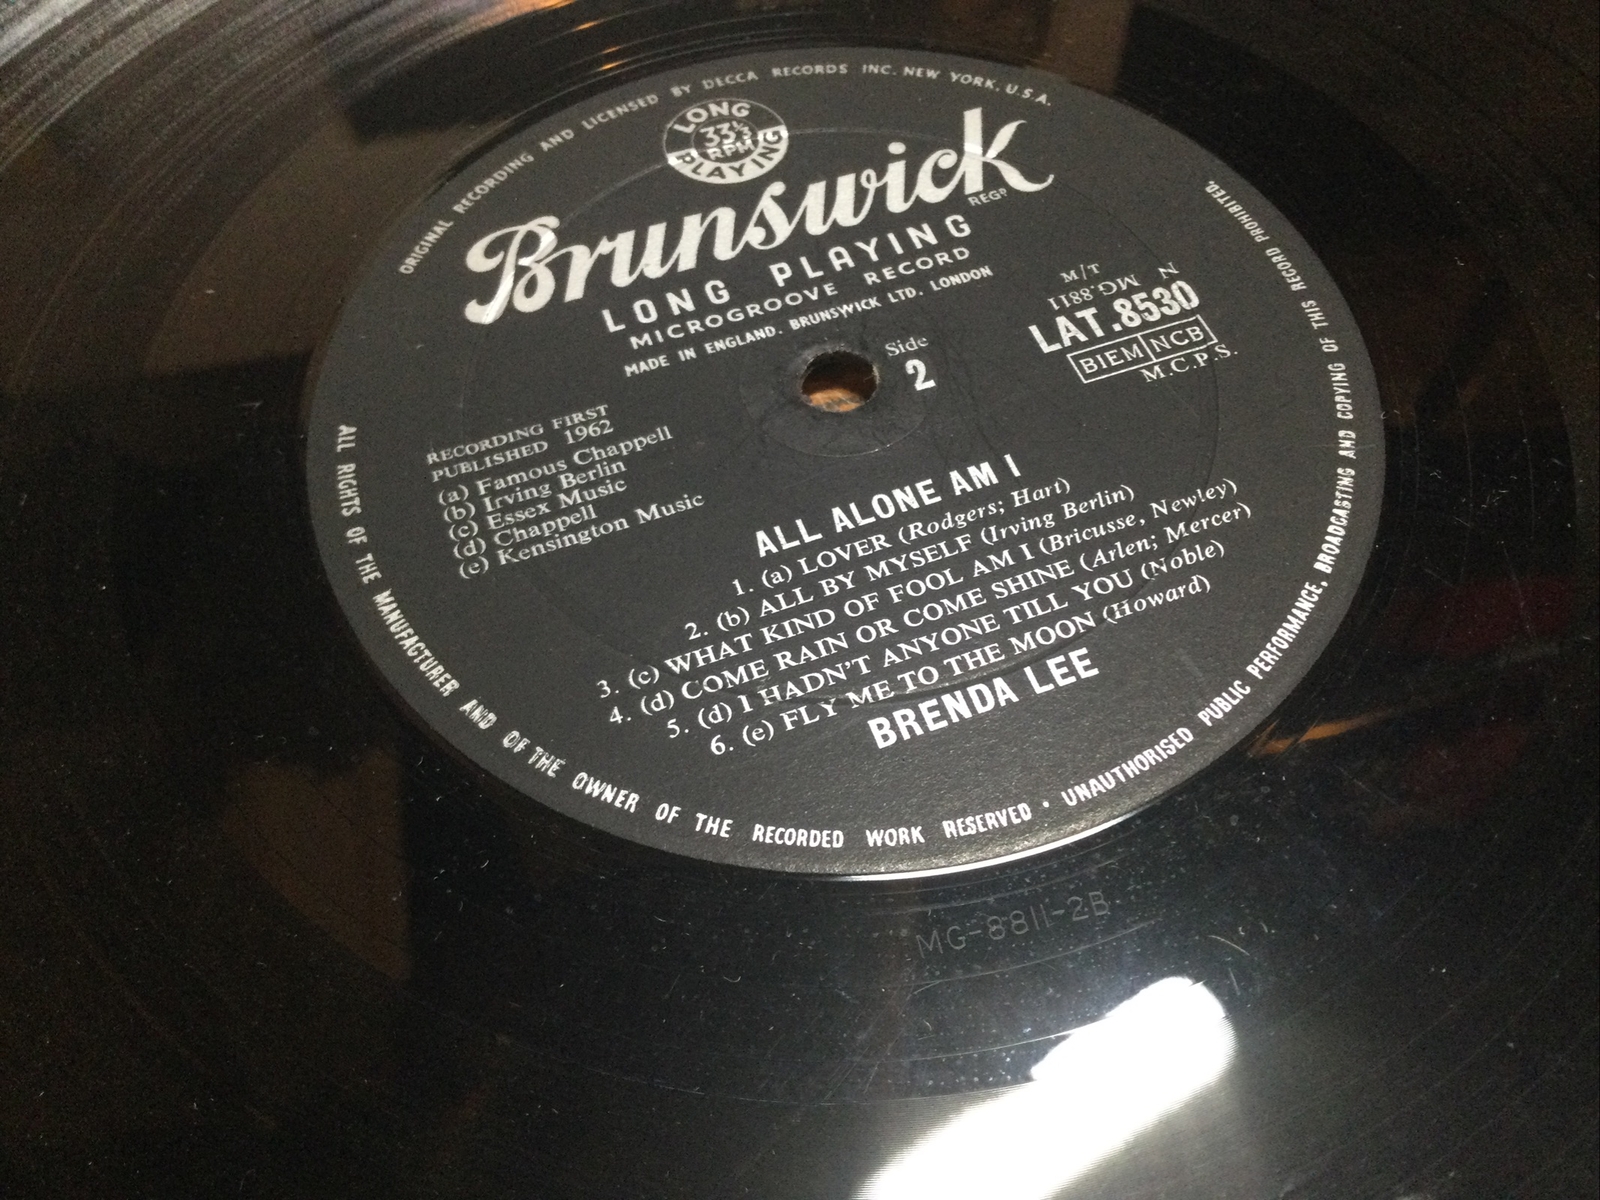 ORIGINAL RECORDING AND LICENSED BY DECCA RECORDS INC. NEW YORK, U.S.A.
LONG
33⅓
RPM
PLAYING
Brunswick
REGD
LONG PLAYING
MICROGROOVE RECORD
MADE IN ENGLAND. BRUNSWICK LTD. LONDON
Side
2
M/T
MG.8811 N
LAT.8530
BIEM NCB
M.C.P.S.
RECORDING FIRST
PUBLISHED 1962
(a) Famous Chappell
(b) Irving Berlin
(c) Essex Music
(d) Chappell
(e) Kensington Music
ALL ALONE AM I
1. (a) LOVER (Rodgers; Hart)
2. (b) ALL BY MYSELF (Irving Berlin)
3. (c) WHAT KIND OF FOOL AM I (Bricusse, Newley)
4. (d) COME RAIN OR COME SHINE (Arlen; Mercer)
5. (d) I HADN'T ANYONE TILL YOU (Noble)
6. (e) FLY ME TO THE MOON (Howard)
BRENDA LEE
ALL RIGHTS OF THE MANUFACTURER AND OF THE OWNER OF THE RECORDED WORK RESERVED • UNAUTHORISED PUBLIC PERFORMANCE, BROADCASTING AND COPYING OF THIS RECORD PROHIBITED.
MG-8811-2B